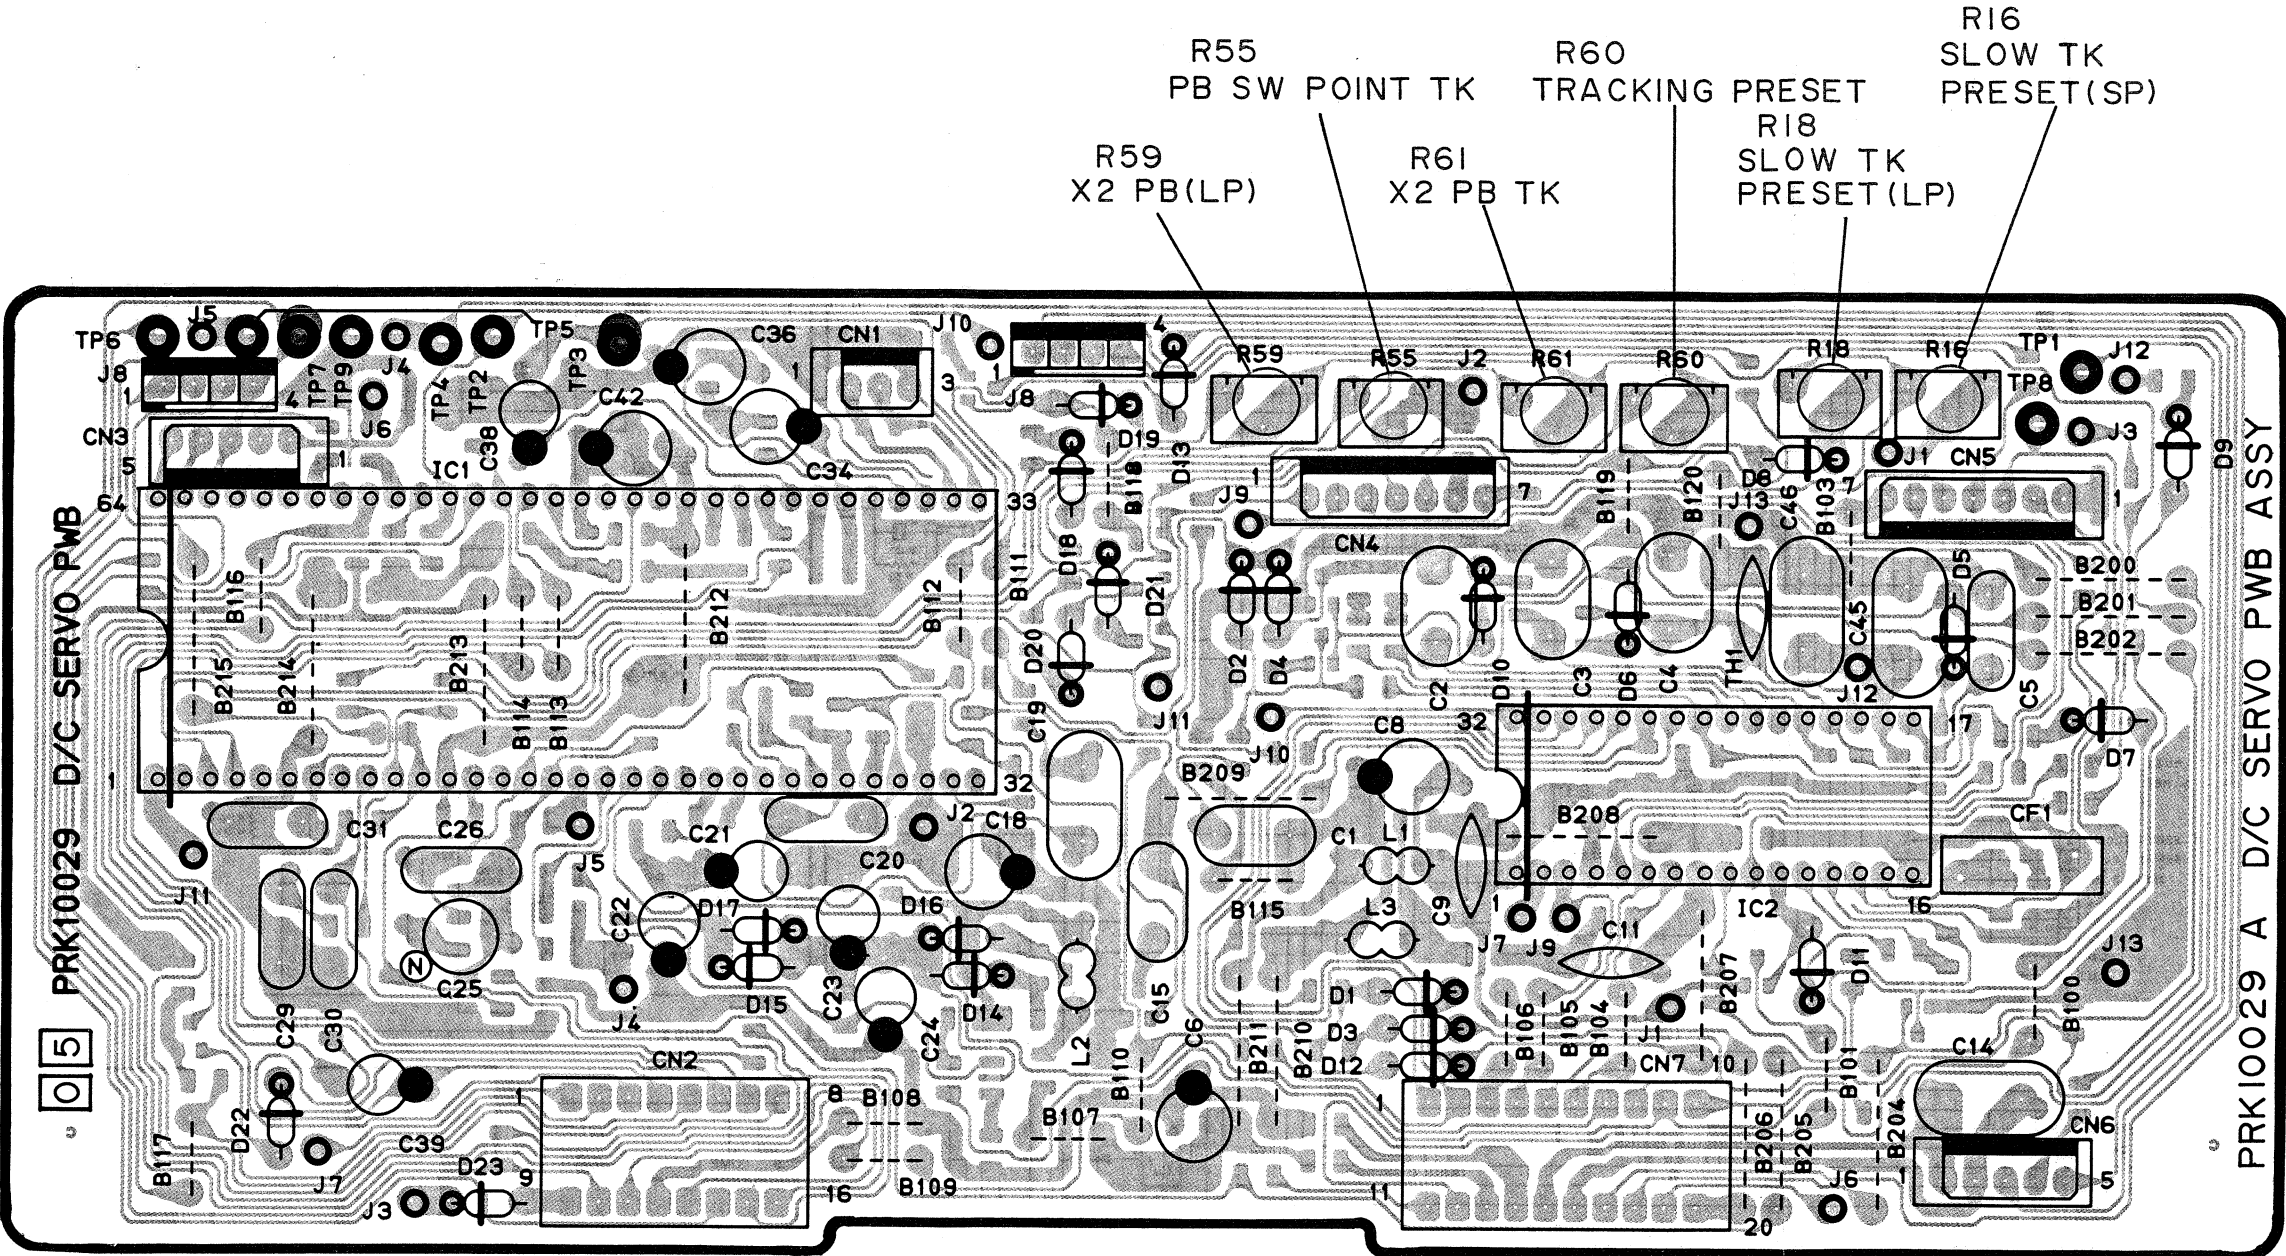 R55
PB SW POINT TK
R60
TRACKING PRESET
R16
SLOW TK
PRESET(SP)
R59
X2 PB(LP)
R61
X2 PB TK
R18
SLOW TK
PRESET(LP)
TP6
J5
TP5
C36
CN1
J10
4
R59
R55
J2
R61
R60
R18
R16
TP1
J12
J8
1
4
TP7
TP9
J4
TP4
TP2
TP3
C42
1
3
1
J8
TP8
J3
CN3
5
1
J6
IC1
C38
C34
D19
B118
D13
1
7
J9
CN4
B119
B120
D8
J13
C46
B103
7
J1
CN5
1
D9
64
33
B116
B215
B214
B213
B114
B113
B212
B112
B111
D18
D21
D20
C19
J11
D2
D4
J10
C2
D10
C3
D6
C4
TH1
C45
J12
D5
C5
B200
B201
B202
D7
1
32
C8
32
17
B209
B208
CF1
C31
C26
J5
C21
C20
J2
C18
C1
L1
J11
C22
D17
D16
B115
L3
C9
1
IC2
16
J7
J9
C11
N
C25
J4
D15
C23
D14
C24
C15
L2
C6
D1
D3
D12
B106
B105
B104
J1
B207
D11
B100
J13
C29
C30
CN2
1
8
B108
B107
B110
B211
B210
CN7
10
1
B101
C14
D22
C39
B117
J7
J3
D23
9
16
B109
11
20
B206
B205
B204
J6
1
CN6
5
PRK10029 D/C SERVO PWB
0 5
PRK10029 A D/C SERVO PWB ASSY